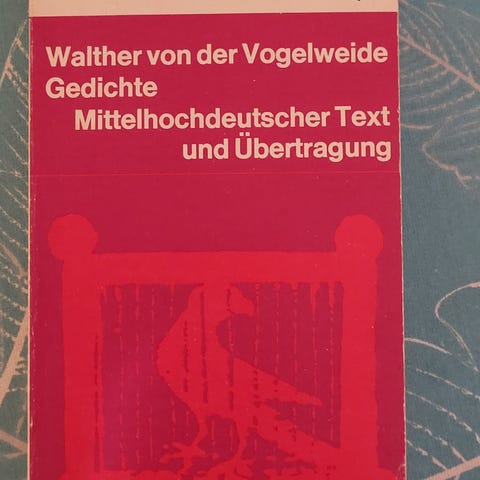 Walther von der Vogelweide
Gedichte
Mittelhochdeutscher Text
und Übertragung